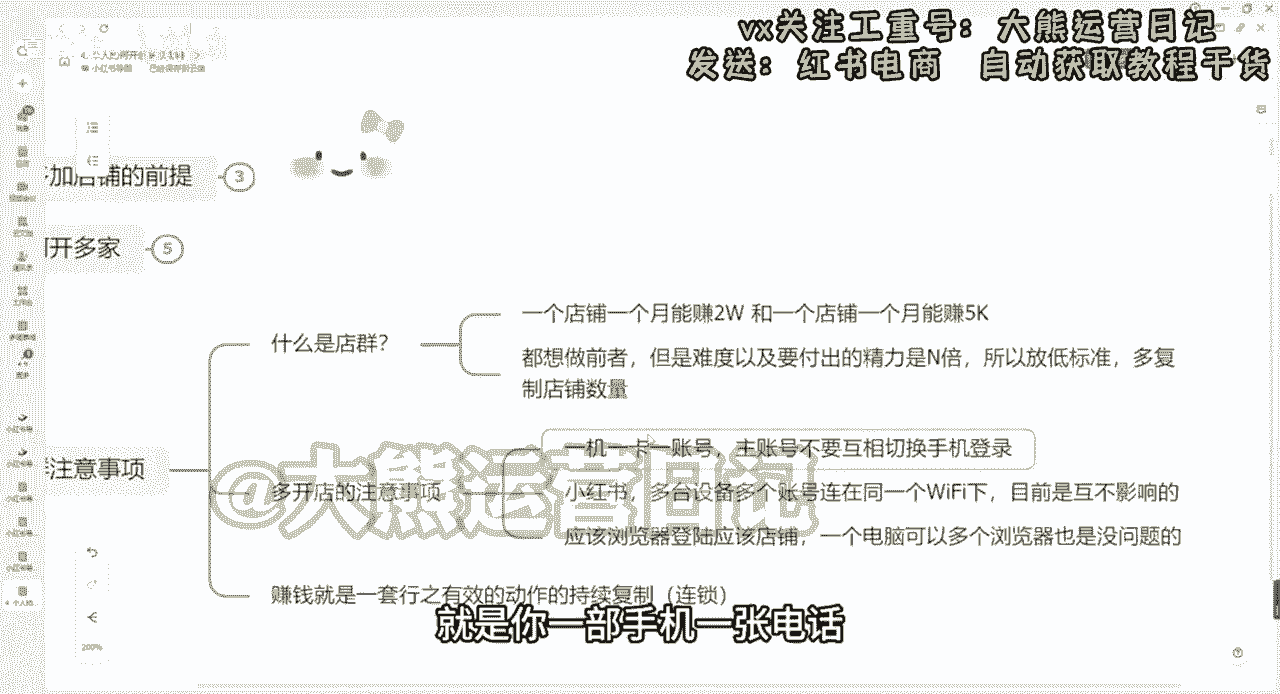 vx关注工重号：大熊运营日记
发送：红书电商 自动获取教程干货
加店铺的前提
3
开多家
5
什么是店群？
一个店铺一个月能赚2W 和一个店铺一个月能赚5K
都想做前者，但是难度以及要付出的精力是N倍，所以放低标准，多复
制店铺数量
注意事项
多开店的注意事项
一机一卡一账号，主账号不要互相切换手机登录
小红书，多台设备多个账号连在同一个WiFi下，目前是互不影响的
应该浏览器登陆应该店铺，一个电脑可以多个浏览器也是没问题的
赚钱就是一套行之有效的动作的持续复制（连锁）
@大熊运营日记
就是你一部手机一张电话
200%